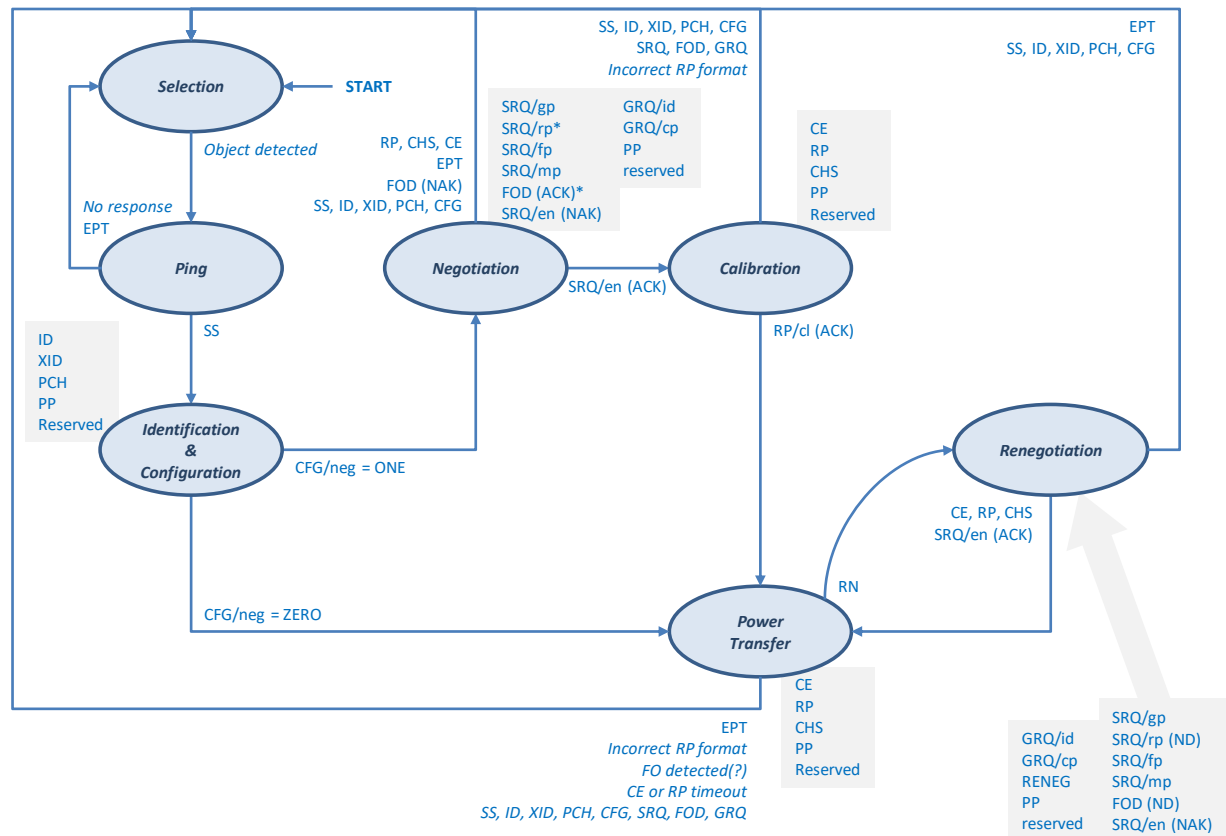 SS, ID, XID, PCH, CFG
SRQ, FOD, GRQ
Incorrect RP format
EPT
SS, ID, XID, PCH, CFG
Selection
START
Object detected
No response
EPT
RP, CHS, CE
EPT
FOD (NAK)
SS, ID, XID, PCH, CFG
SRQ/gp
SRQ/rp*
SRQ/fp
SRQ/mp
FOD (ACK)*
SRQ/en (NAK)
GRQ/id
GRQ/cp
PP
reserved
CE
RP
CHS
PP
Reserved
Ping
Negotiation
SRQ/en (ACK)
Calibration
SS
RP/cl (ACK)
ID
XID
PCH
PP
Reserved
Identification
&
Configuration
CFG/neg = ONE
Renegotiation
CE, RP, CHS
SRQ/en (ACK)
RN
CFG/neg = ZERO
Power
Transfer
CE
RP
CHS
PP
Reserved
EPT
Incorrect RP format
FO detected(?)
CE or RP timeout
SS, ID, XID, PCH, CFG, SRQ, FOD, GRQ
GRQ/id
GRQ/cp
RENEG
PP
reserved
SRQ/gp
SRQ/rp (ND)
SRQ/fp
SRQ/mp
FOD (ND)
SRQ/en (NAK)